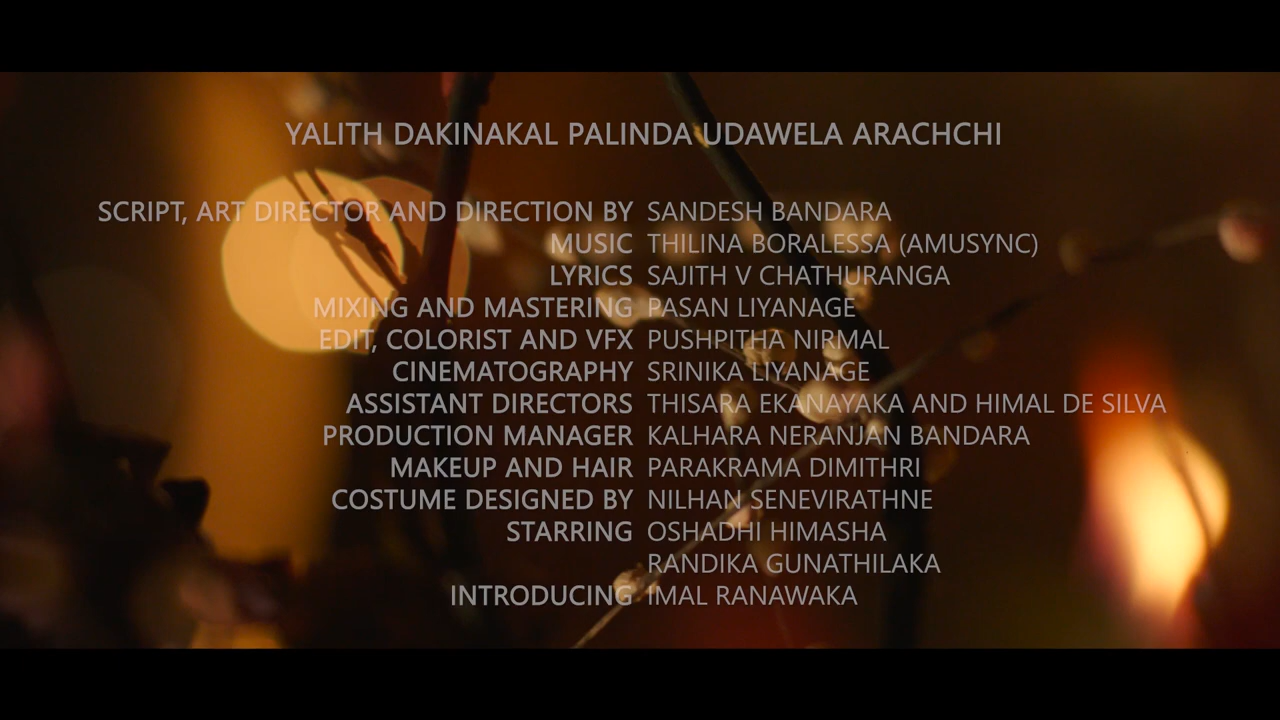 YALITH DAKINAKAL PALINDA UDAWELA ARACHCHI
SCRIPT, ART DIRECTOR AND DIRECTION BY SANDESH BANDARA
MUSIC THILINA BORALESSA (AMUSYNC)
LYRICS SAJITH V CHATHURANGA
MIXING AND MASTERING PASAN LIYANAGE
EDIT, COLORIST AND VFX PUSHPITHA NIRMAL
CINEMATOGRAPHY SRINIKA LIYANAGE
ASSISTANT DIRECTORS THISARA EKANAYAKA AND HIMAL DE SILVA
PRODUCTION MANAGER KALHARA NERANJAN BANDARA
MAKEUP AND HAIR PARAKRAMA DIMITHRI
COSTUME DESIGNED BY NILHAN SENEVIRATHNE
STARRING OSHADHI HIMASHA
RANDIKA GUNATHILAKA
INTRODUCING IMAL RANAWAKA